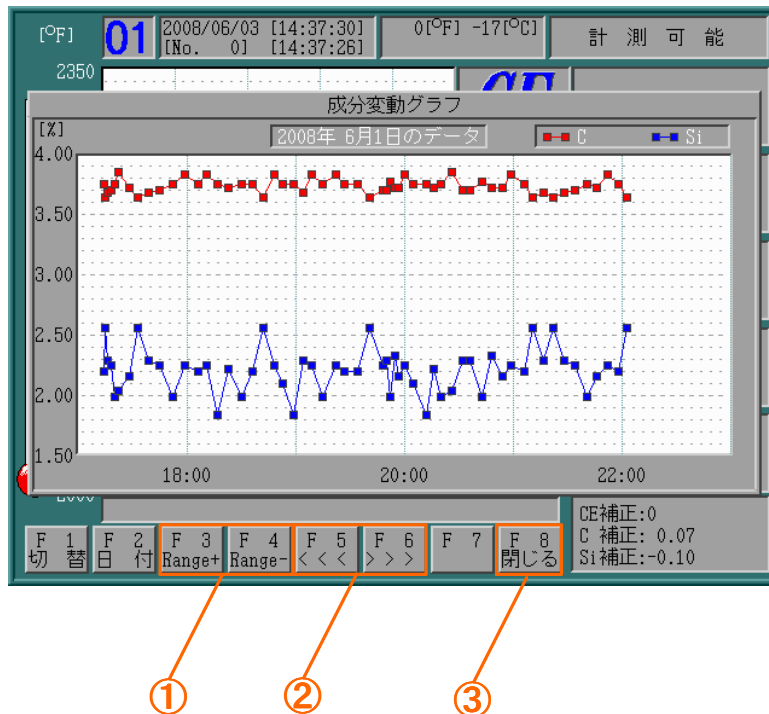 [°F]
01
2008/06/03 [14:37:30]
[No. 0] [14:37:26]
0[°F] -17[°C]
計 測 可 能
2350
CE
成分変動グラフ
[%]
2008年 6月1日のデータ
C
Si
4.00
3.50
3.00
2.50
2.00
1.50
18:00
20:00
22:00
F 1
切 替
F 2
日 付
F 3
Range+
F 4
Range-
F 5
< < <
F 6
> > >
F 7
F 8
閉じる
CE補正:0
C 補正: 0.07
Si補正:-0.10
①
②
③